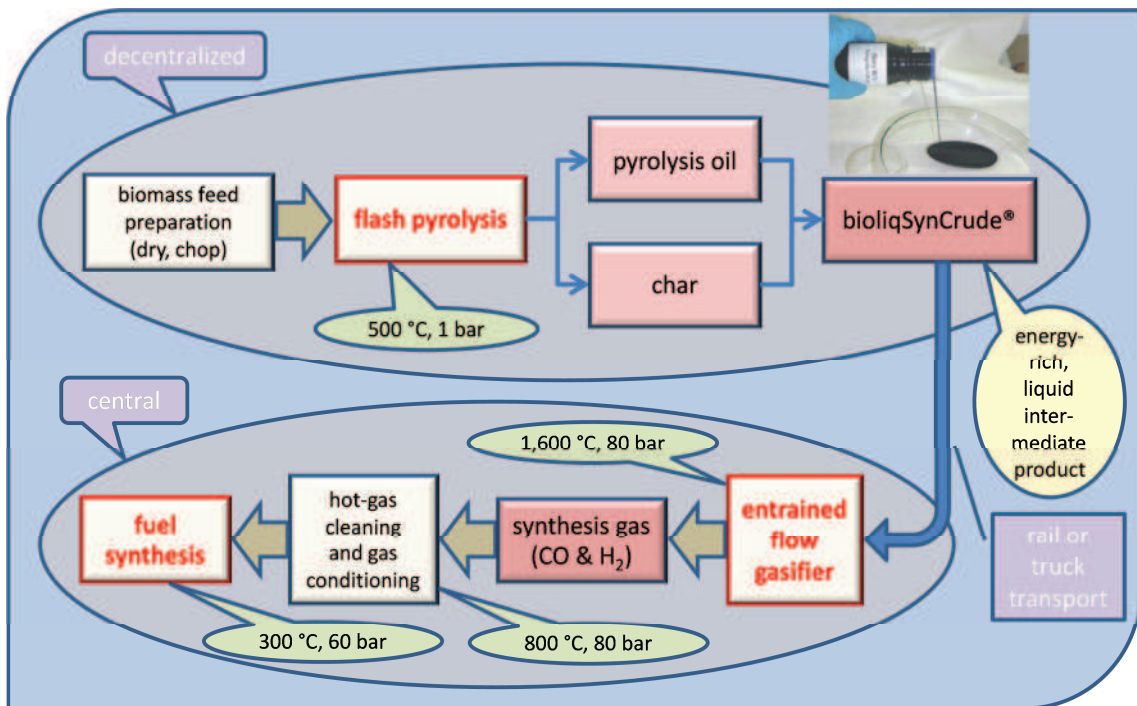 decentralized
biomass feed
preparation
(dry, chop)
flash pyrolysis
500 °C, 1 bar
pyrolysis oil
char
bioliqSynCrude®
energy-
rich,
liquid
inter-
mediate
product
rail or
truck
transport
central
1,600 °C, 80 bar
entrained
flow
gasifier
synthesis gas
(CO & H₂)
hot-gas
cleaning
and gas
conditioning
800 °C, 80 bar
fuel
synthesis
300 °C, 60 bar